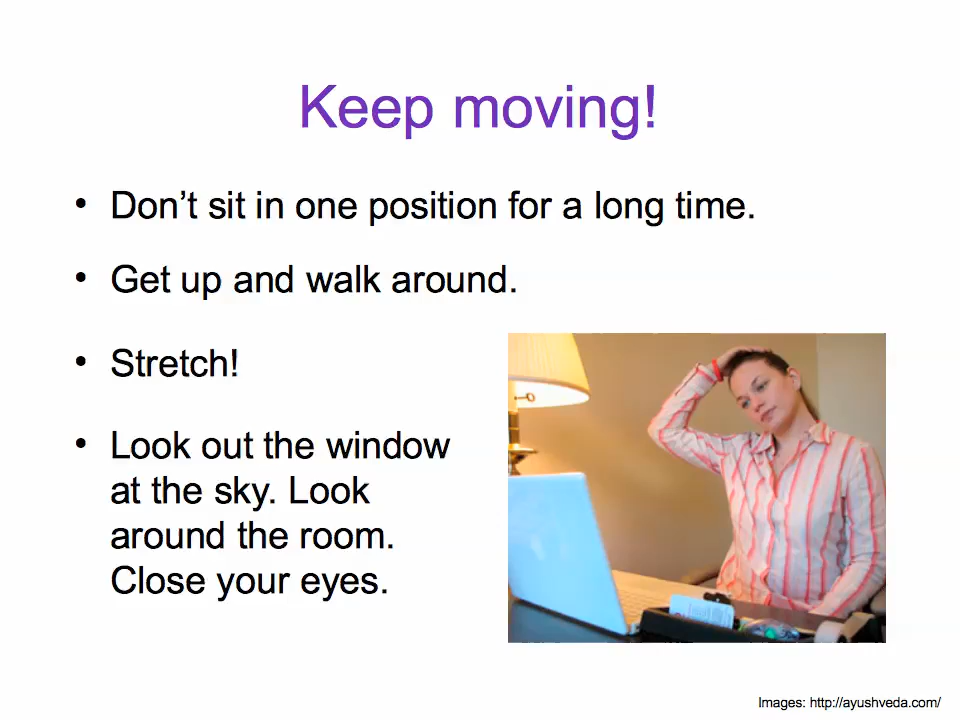 Keep moving!
• Don’t sit in one position for a long time.
• Get up and walk around.
• Stretch!
• Look out the window
at the sky. Look
around the room.
Close your eyes.
Images: http://ayushveda.com/